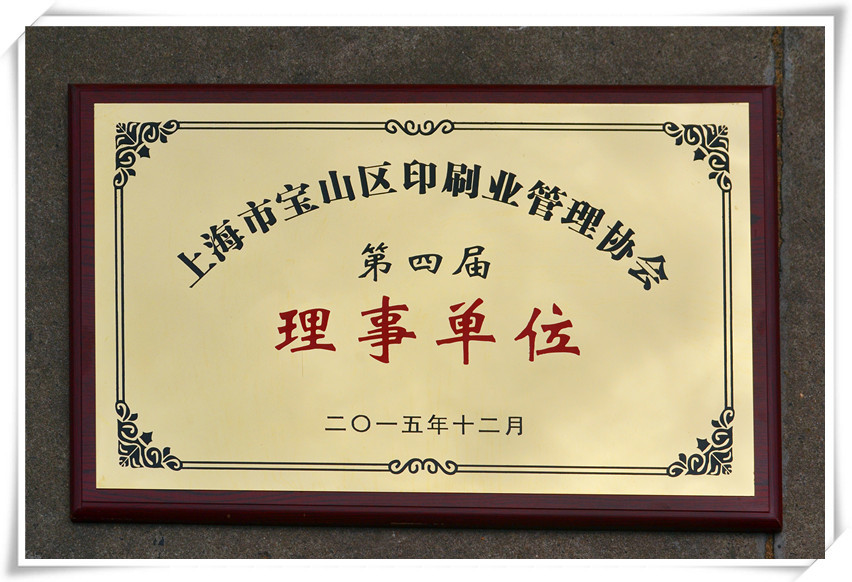 上海市宝山区印刷业管理协会
第四届
理事单位
二〇一五年十二月